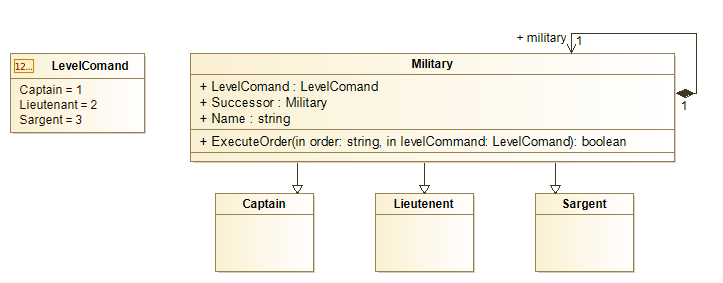 12... LevelComand
Captain = 1
Lieutenant = 2
Sargent = 3
+ military
1
Military
+ LevelComand : LevelComand
+ Successor : Military
+ Name : string
1
+ ExecuteOrder(in order: string, in levelCommand: LevelComand): boolean
Captain
Lieutenent
Sargent